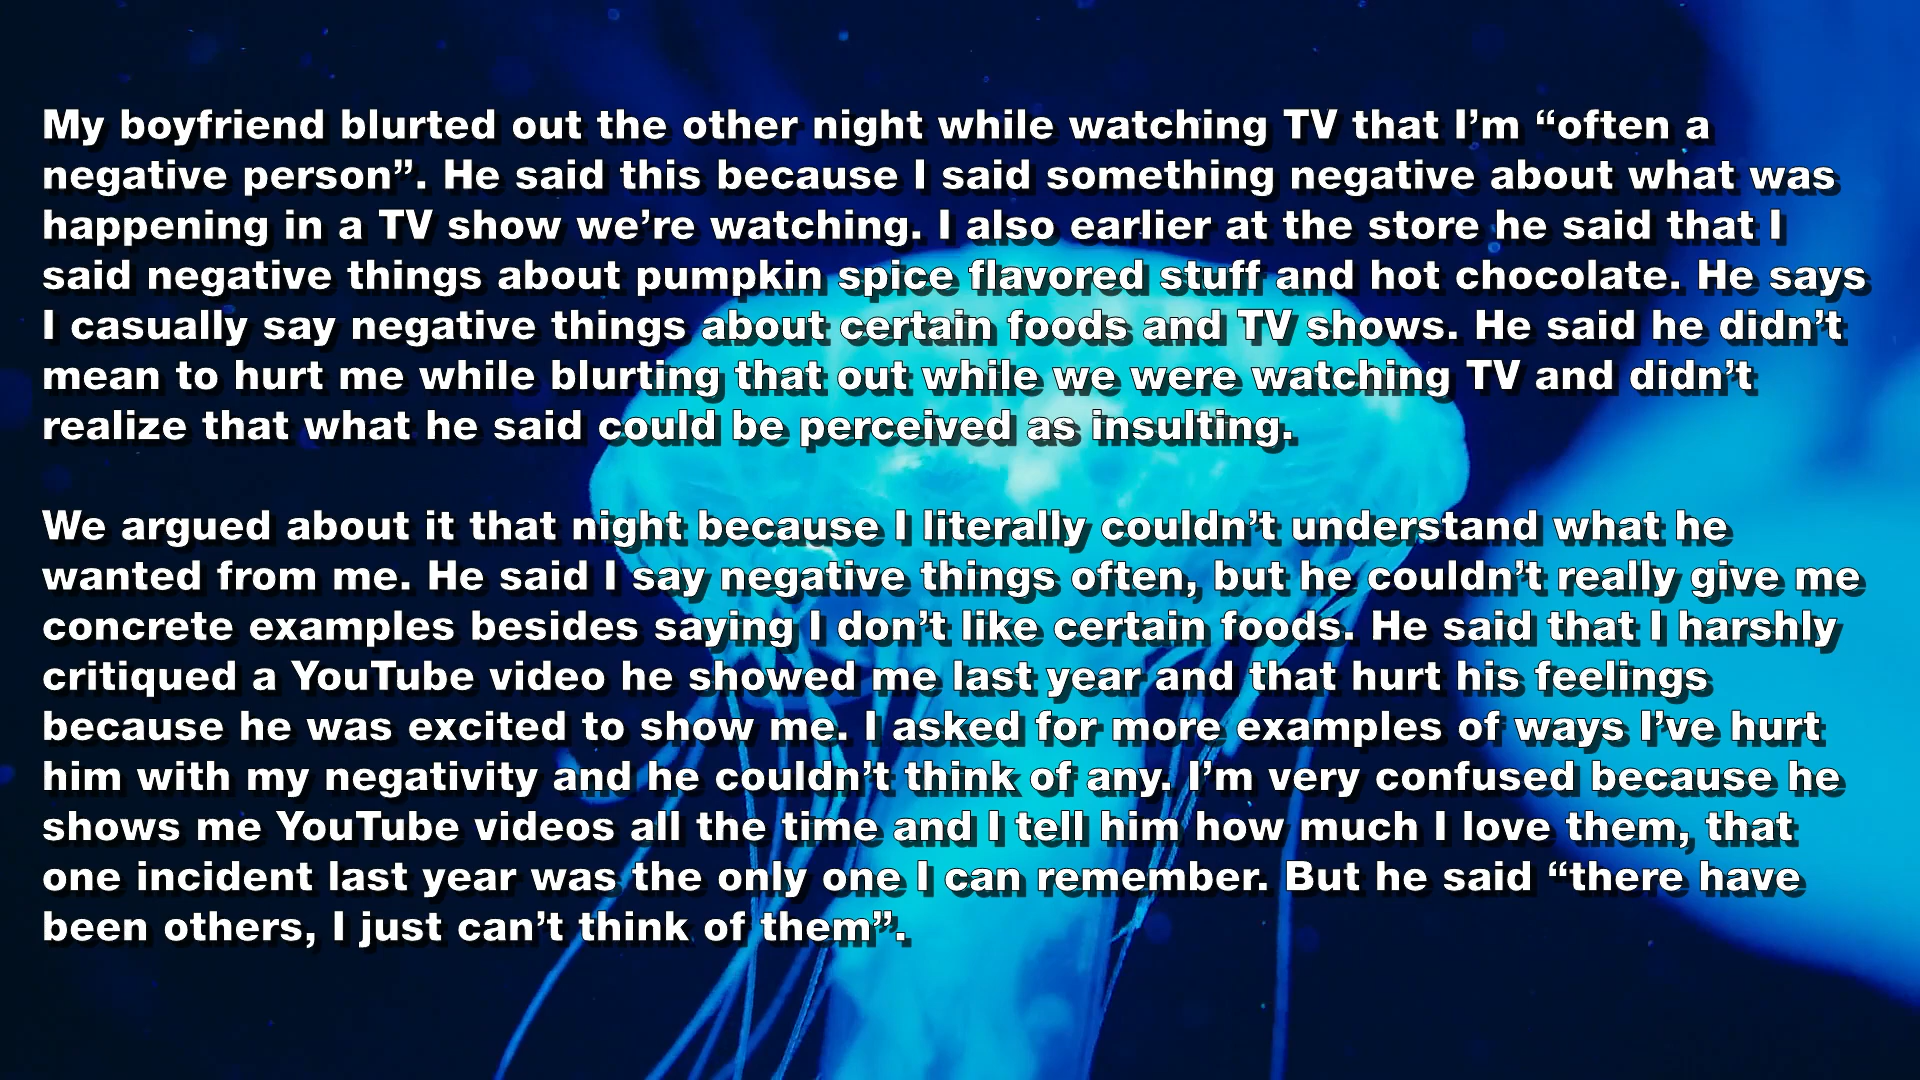 My boyfriend blurted out the other night while watching TV that I’m “often a
negative person”. He said this because I said something negative about what was
happening in a TV show we’re watching. I also earlier at the store he said that I
said negative things about pumpkin spice flavored stuff and hot chocolate. He says
I casually say negative things about certain foods and TV shows. He said he didn’t
mean to hurt me while blurting that out while we were watching TV and didn’t
realize that what he said could be perceived as insulting.
We argued about it that night because I literally couldn’t understand what he
wanted from me. He said I say negative things often, but he couldn’t really give me
concrete examples besides saying I don’t like certain foods. He said that I harshly
critiqued a YouTube video he showed me last year and that hurt his feelings
because he was excited to show me. I asked for more examples of ways I’ve hurt
him with my negativity and he couldn’t think of any. I’m very confused because he
shows me YouTube videos all the time and I tell him how much I love them, that
one incident last year was the only one I can remember. But he said “there have
been others, I just can’t think of them”.